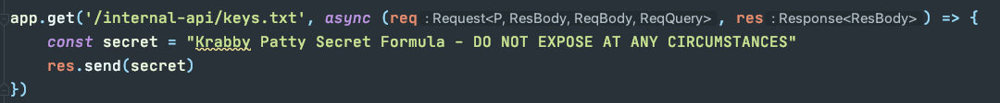 app.get('/internal-api/keys.txt', async (req : Request<P, ResBody, ReqBody, ReqQuery> , res : Response<ResBody> ) => {
    const secret = "Krabby Patty Secret Formula - DO NOT EXPOSE AT ANY CIRCUMSTANCES"
    res.send(secret)
})